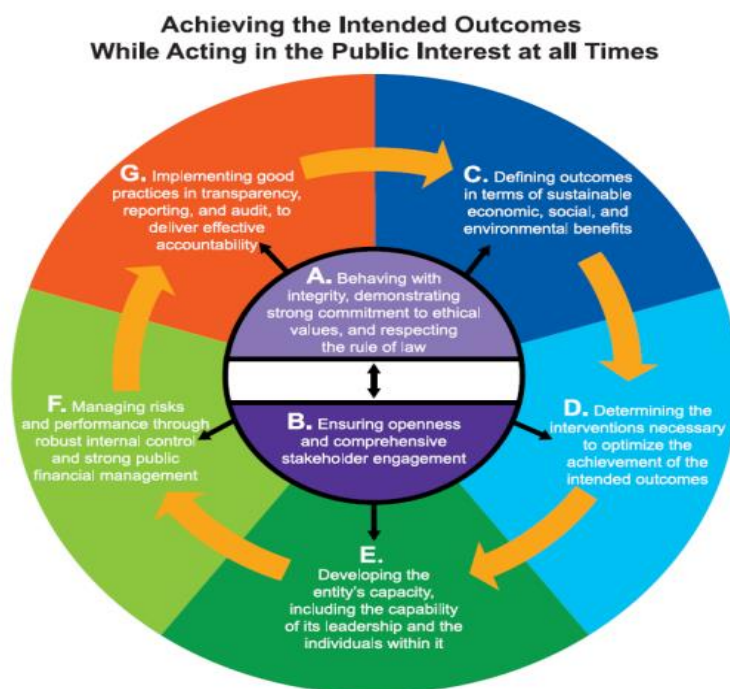 Achieving the Intended Outcomes
While Acting in the Public Interest at all Times
G. Implementing good
practices in transparency,
reporting, and audit, to
deliver effective
accountability
C. Defining outcomes
in terms of sustainable
economic, social, and
environmental benefits
A. Behaving with
integrity, demonstrating
strong commitment to ethical
values, and respecting
the rule of law
B. Ensuring openness
and comprehensive
stakeholder engagement
F. Managing risks
and performance through
robust internal control
and strong public
financial management
D. Determining the
interventions necessary
to optimize the
achievement of the
intended outcomes
E.
Developing the
entity's capacity,
including the capability
of its leadership and the
individuals within it